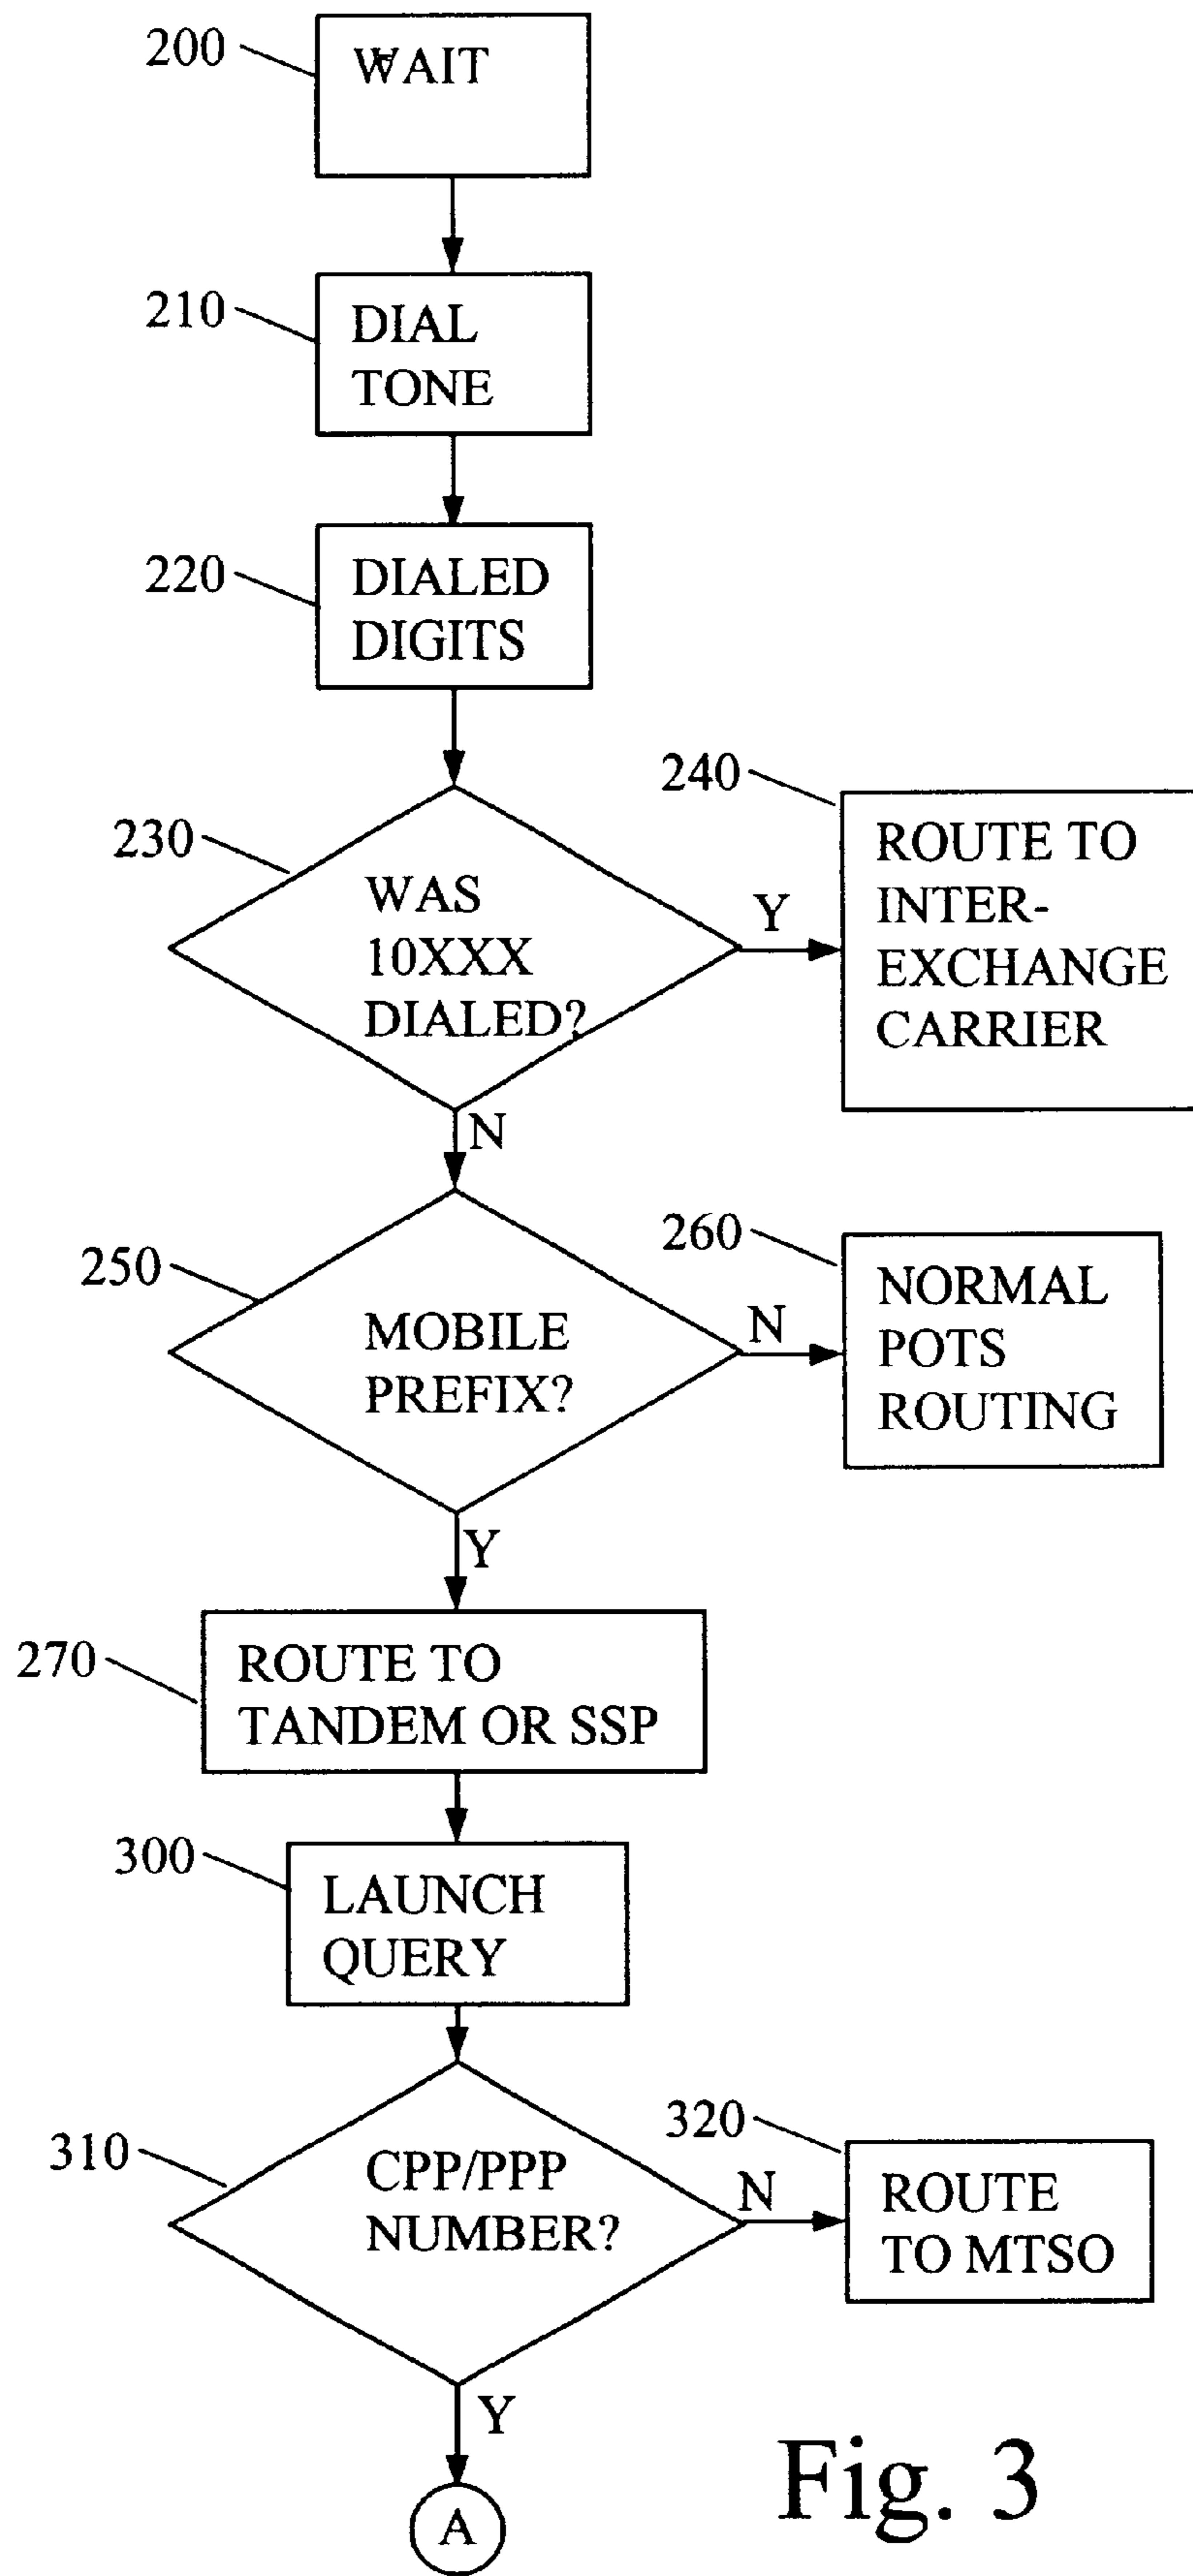 200
WAIT
210
DIAL
TONE
220
DIALED
DIGITS
230
WAS
10XXX
DIALED?
Y
240
ROUTE TO
INTER-
EXCHANGE
CARRIER
N
250
MOBILE
PREFIX?
N
260
NORMAL
POTS
ROUTING
Y
270
ROUTE TO
TANDEM OR SSP
300
LAUNCH
QUERY
310
CPP/PPP
NUMBER?
N
320
ROUTE
TO MTSO
Y
A
Fig. 3